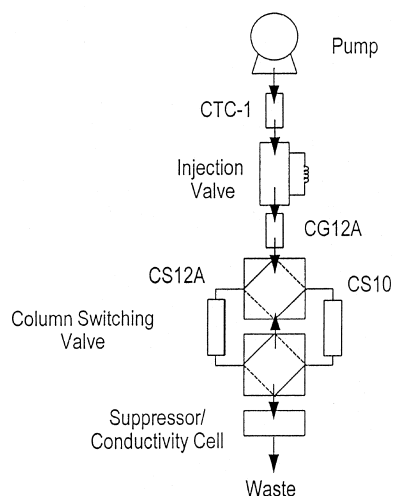 Pump
CTC-1
Injection
Valve
CG12A
CS12A
CS10
Column Switching
Valve
Suppressor/
Conductivity Cell
Waste